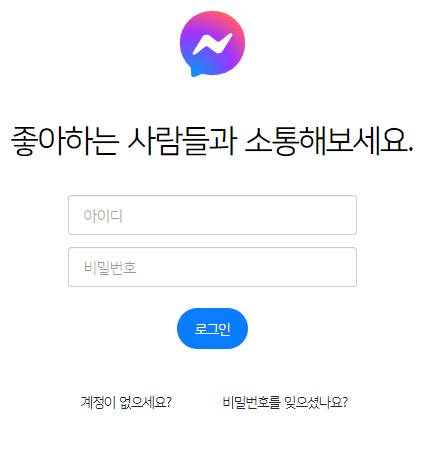 좋아하는 사람들과 소통해보세요.
아이디
비밀번호
로그인
계정이 없으세요? 비밀번호를 잊으셨나요?